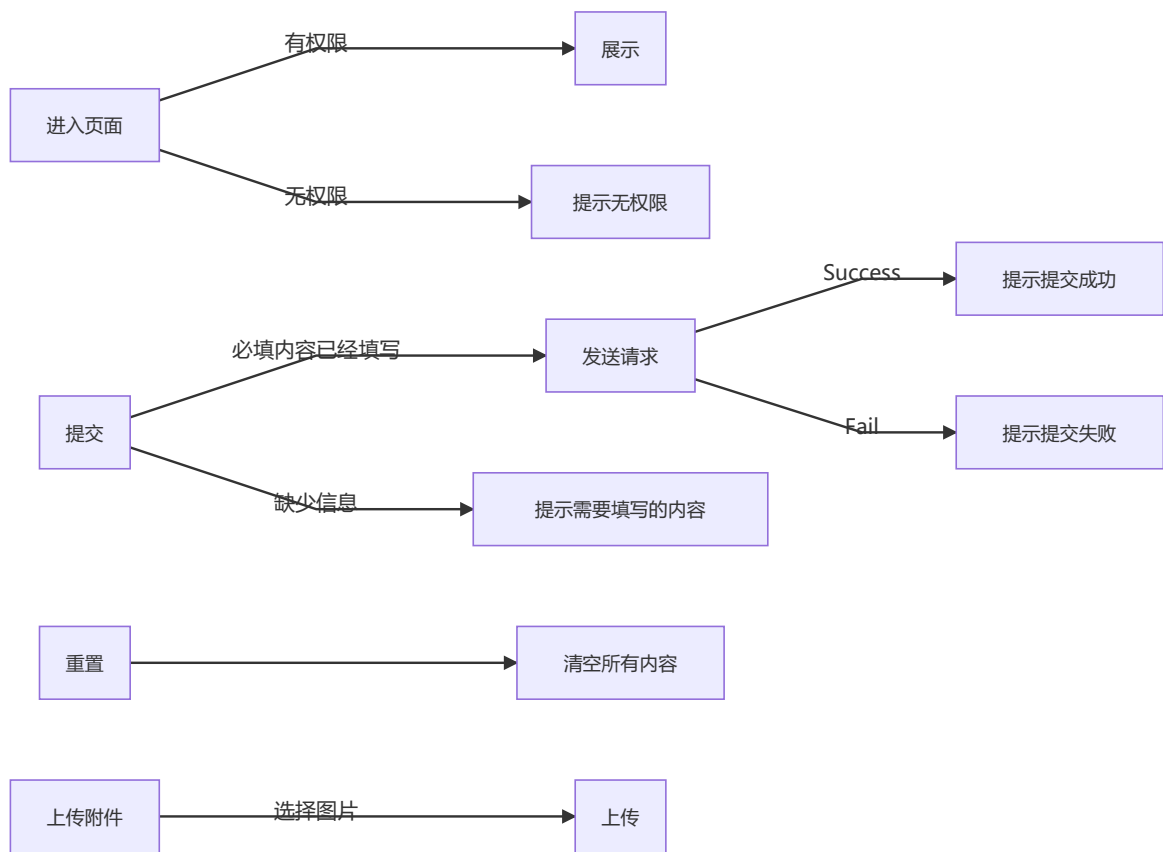 有权限
展示
进入页面
无权限
提示无权限
Success
提示提交成功
必填内容已经填写
发送请求
提交
Fail
提示提交失败
缺少信息
提示需要填写的内容
重置
清空所有内容
上传附件
选择图片
上传